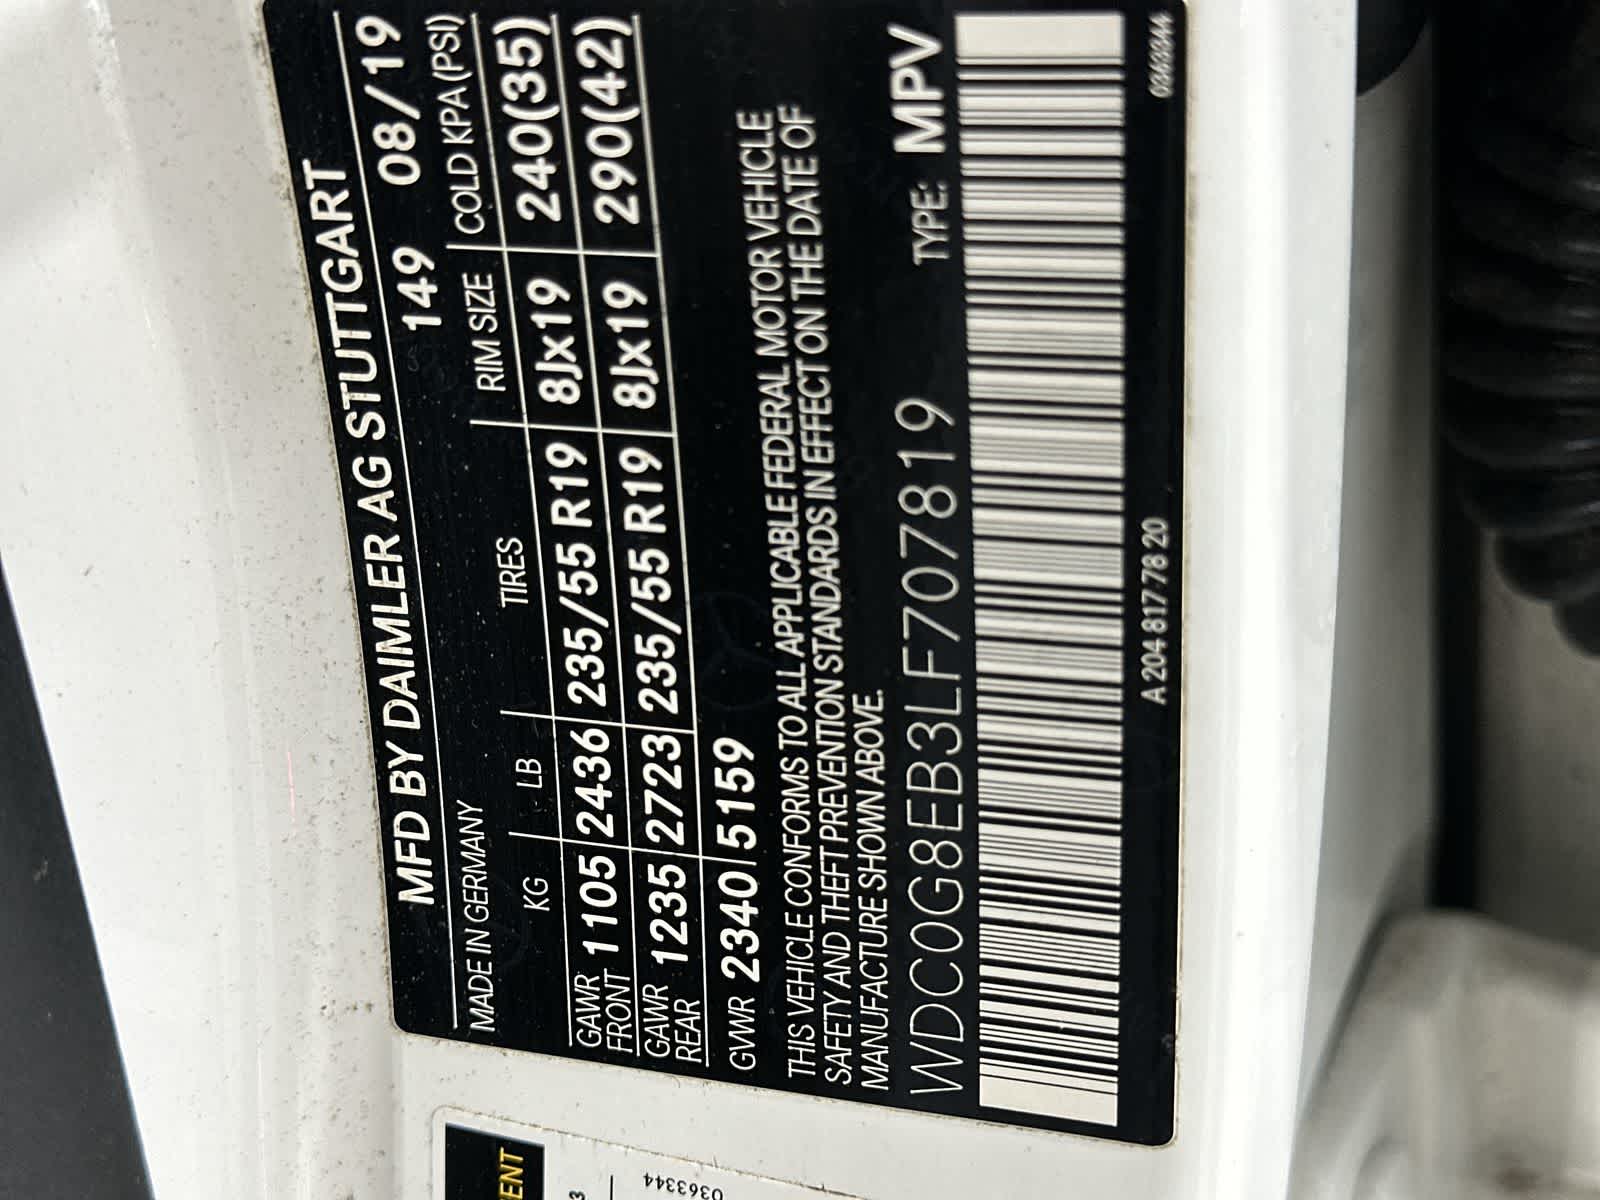 MFD BY DAIMLER AG STUTTGART
MADE IN GERMANY 149 08/19
KG LB TIRES RIM SIZE COLD KPA (PSI)
GAWR FRONT 1105 2436 235/55 R19 8Jx19 240(35)
GAWR REAR 1235 2723 235/55 R19 8Jx19 290(42)
GVWR 2340 5159
THIS VEHICLE CONFORMS TO ALL APPLICABLE FEDERAL MOTOR VEHICLE
SAFETY AND THEFT PREVENTION STANDARDS IN EFFECT ON THE DATE OF
MANUFACTURE SHOWN ABOVE.
TYPE: MPV
WDC0G8EB3LF707819
A 204 817 78 20
0363344
ENT
3
0363344